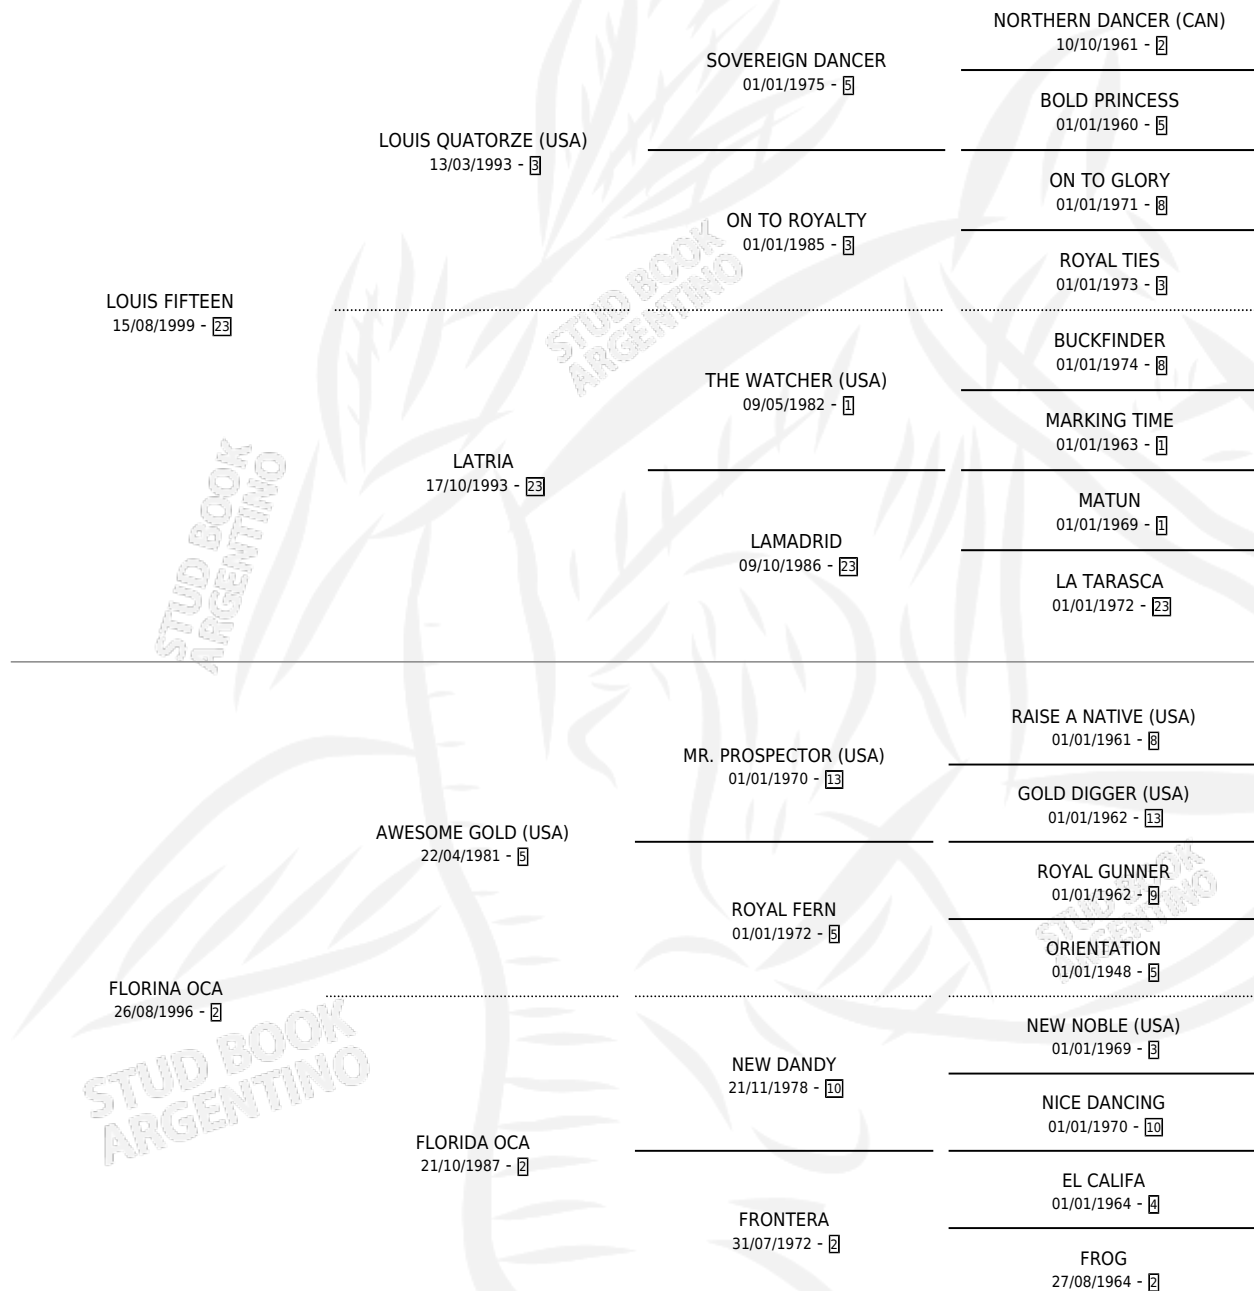 NORTHERN DANCER (CAN)
10/10/1961 - 2
SOVEREIGN DANCER
01/01/1975 - 5
BOLD PRINCESS
01/01/1960 - 5
LOUIS QUATORZE (USA)
13/03/1993 - 3
ON TO GLORY
01/01/1971 - 8
ON TO ROYALTY
01/01/1985 - 3
ROYAL TIES
01/01/1973 - 3
LOUIS FIFTEEN
15/08/1999 - 23
BUCKFINDER
01/01/1974 - 8
THE WATCHER (USA)
09/05/1982 - 1
MARKING TIME
01/01/1963 - 1
LATRIA
17/10/1993 - 23
MATUN
01/01/1969 - 1
LAMADRID
09/10/1986 - 23
LA TARASCA
01/01/1972 - 23
RAISE A NATIVE (USA)
01/01/1961 - 8
MR. PROSPECTOR (USA)
01/01/1970 - 13
GOLD DIGGER (USA)
01/01/1962 - 13
AWESOME GOLD (USA)
22/04/1981 - 5
ROYAL GUNNER
01/01/1962 - 9
ROYAL FERN
01/01/1972 - 5
ORIENTATION
01/01/1948 - 5
FLORINA OCA
26/08/1996 - 2
NEW NOBLE (USA)
01/01/1969 - 3
NEW DANDY
21/11/1978 - 10
NICE DANCING
01/01/1970 - 10
FLORIDA OCA
21/10/1987 - 2
EL CALIFA
01/01/1964 - 4
FRONTERA
31/07/1972 - 2
FROG
27/08/1964 - 2
STUD BOOK
ARGENTINO
STUD BOOK
ARGENTINO
STUD BOOK
ARGENTINO
STUD BOOK
ARGENTINO